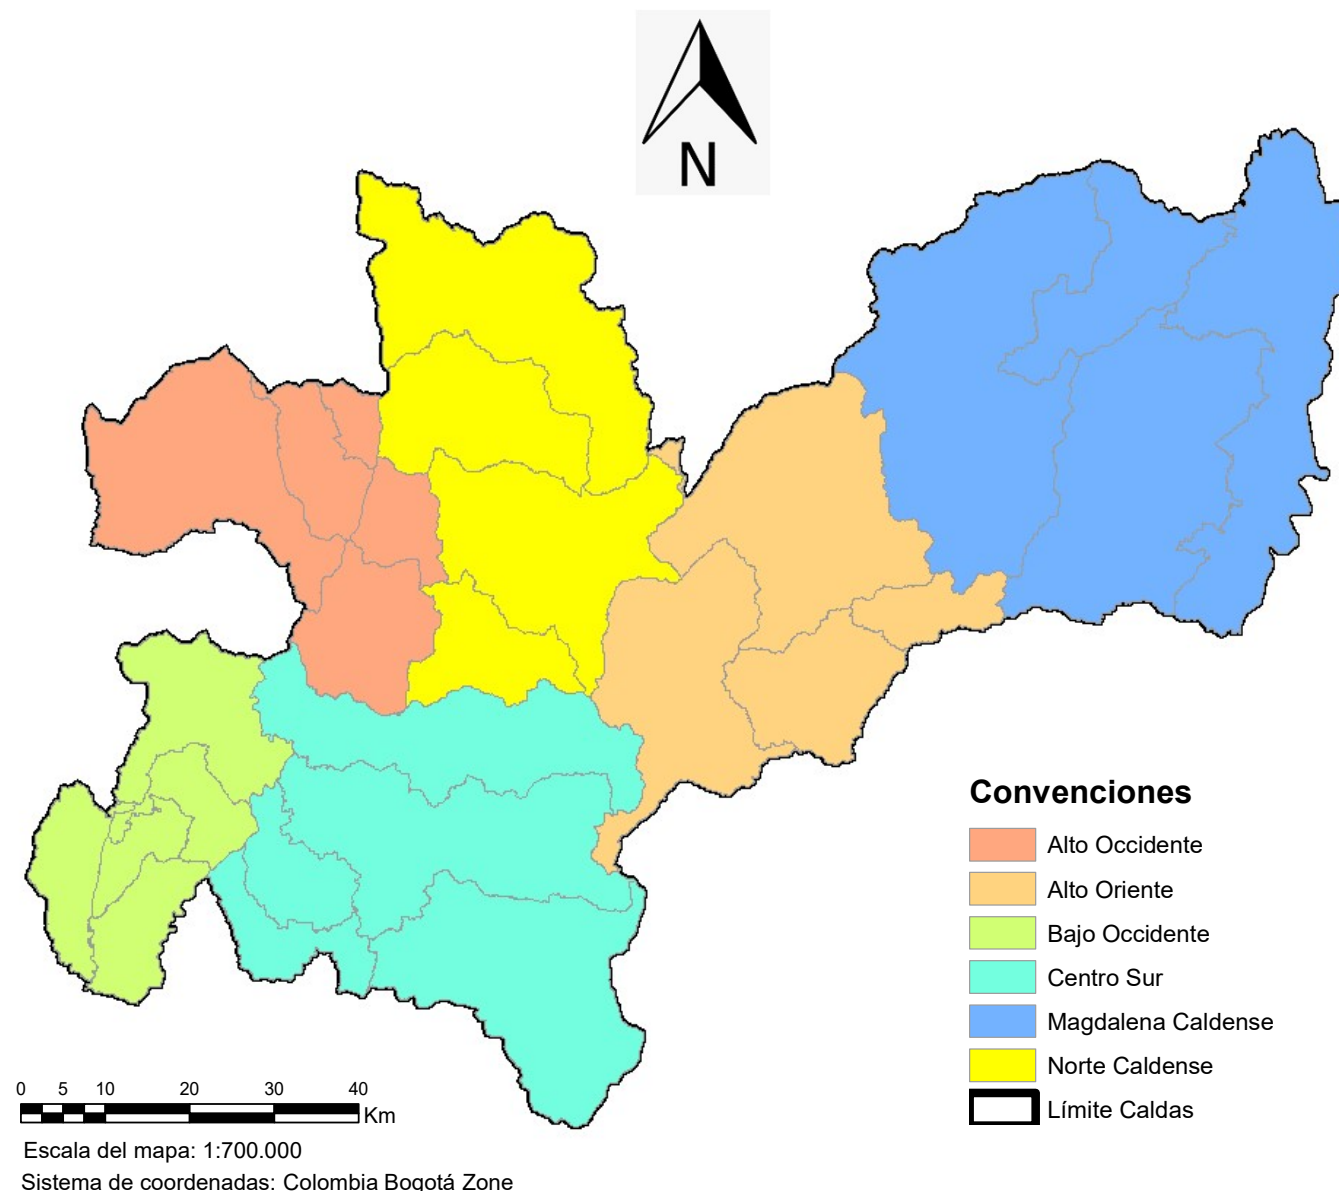 N
Convenciones
Alto Occidente
Alto Oriente
Bajo Occidente
Centro Sur
Magdalena Caldense
Norte Caldense
Límite Caldas
0 5 10 20 30 40
Km
Escala del mapa: 1:700.000
Sistema de coordenadas: Colombia Bogotá Zone